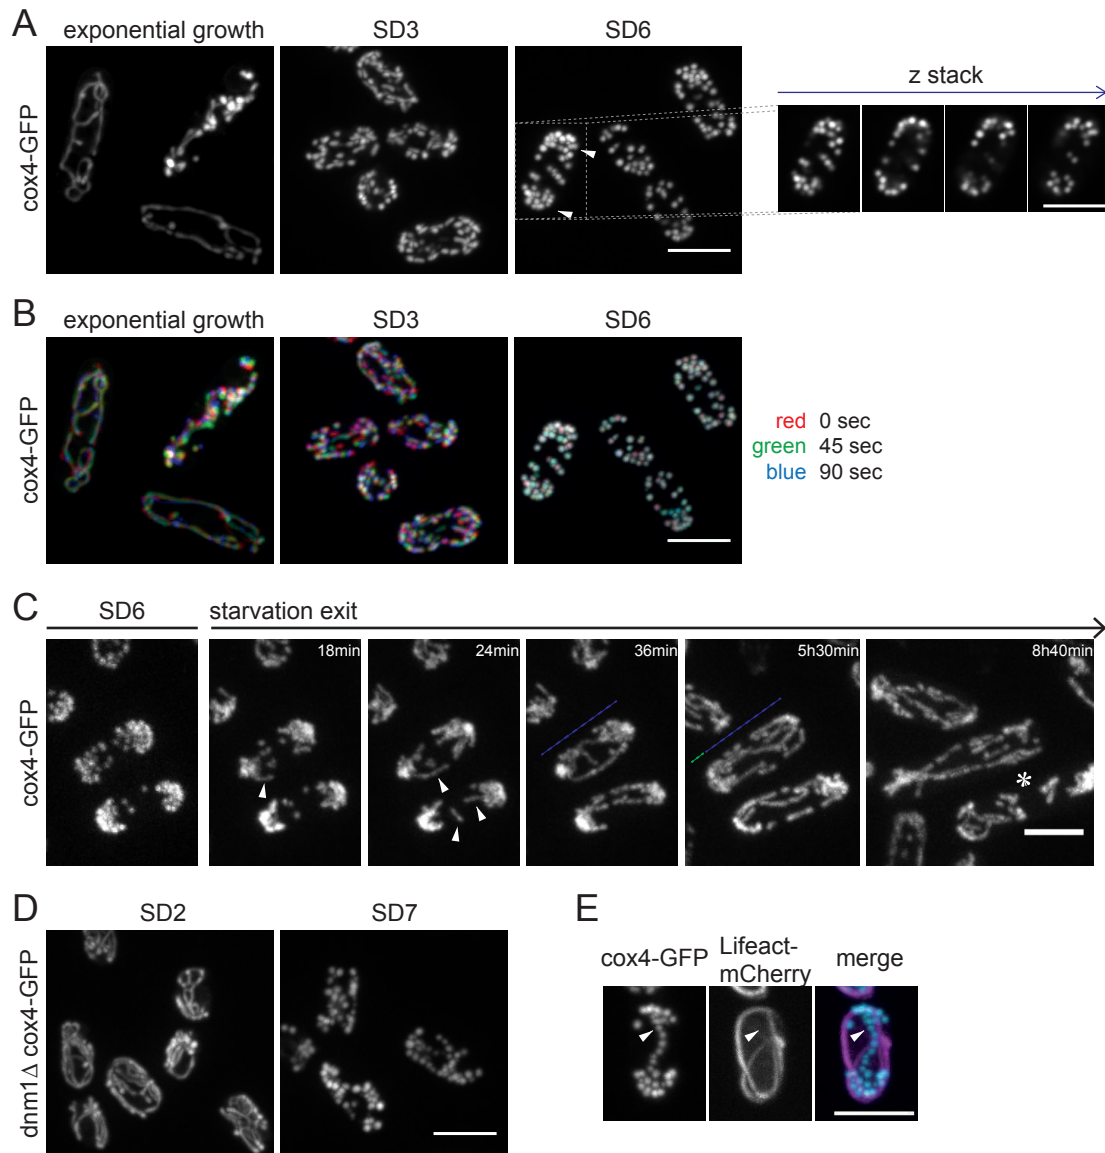 A
exponential growth
SD3
SD6
z stack
cox4-GFP
B
exponential growth
SD3
SD6
cox4-GFP
red 0 sec
green 45 sec
blue 90 sec
C
SD6
starvation exit
18min
24min
36min
5h30min
8h40min
cox4-GFP
*
D
SD2
SD7
dnm1Δ cox4-GFP
E
cox4-GFP
Lifeact-
mCherry
merge